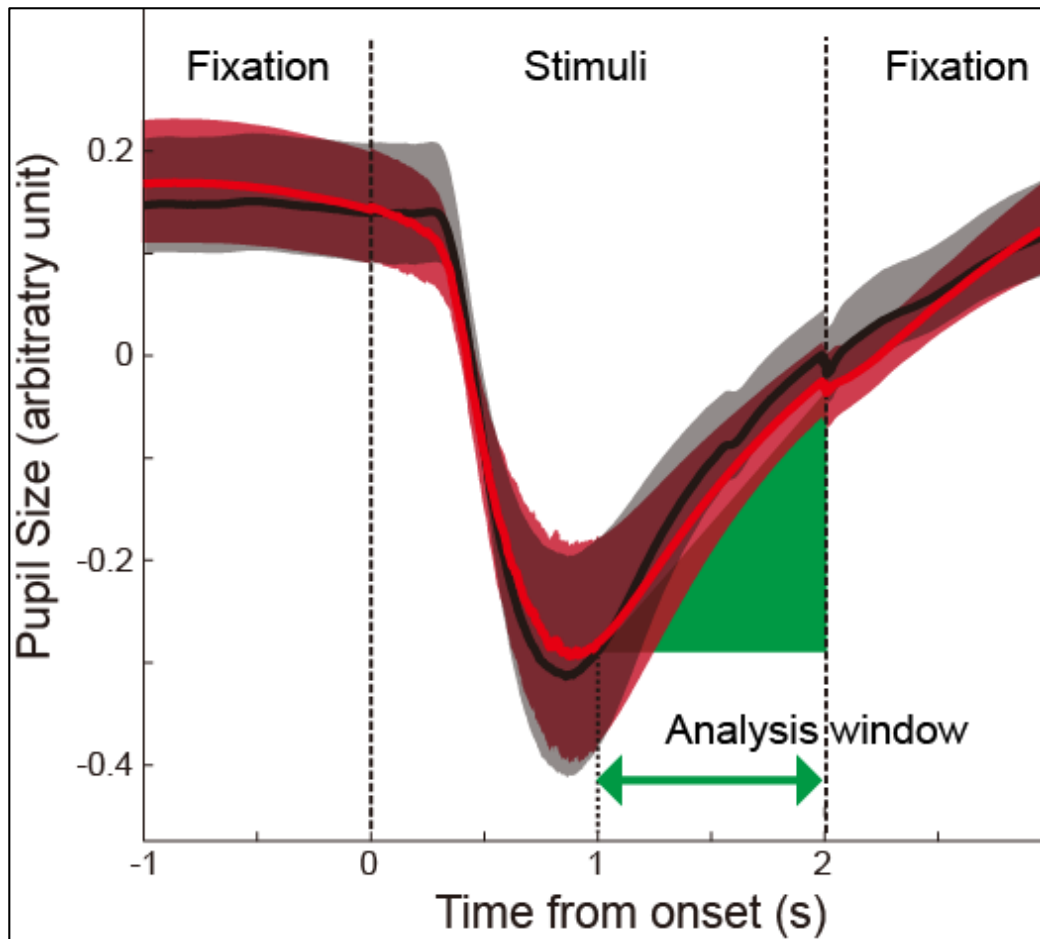 Fixation
Stimuli
Fixation
0.2
0
-0.2
-0.4
Pupil Size (arbitratry unit)
Analysis window
-1
0
1
2
Time from onset (s)